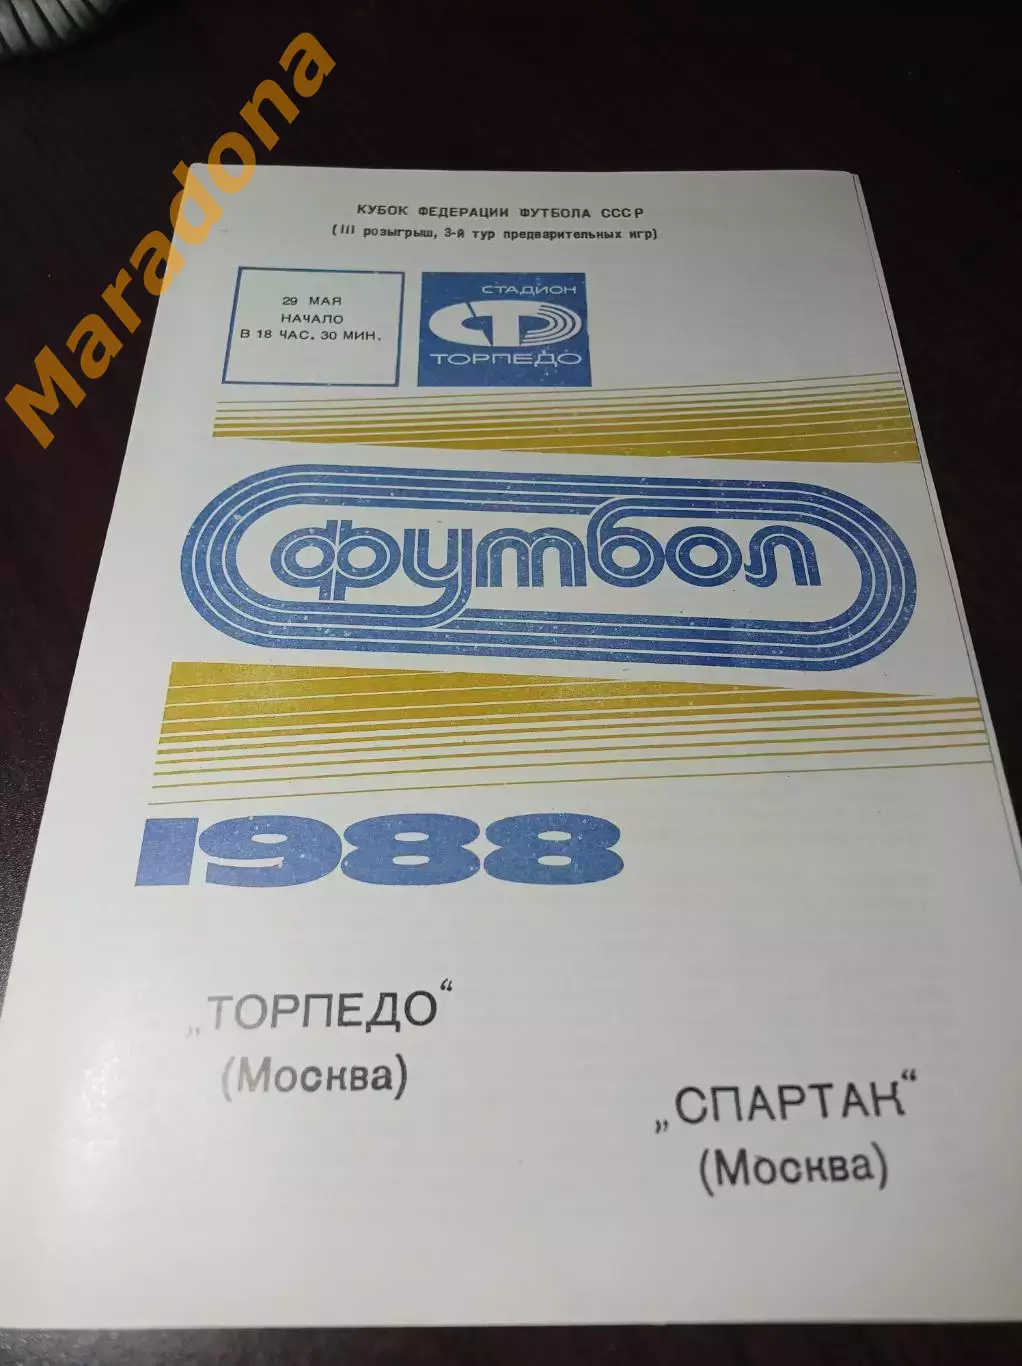 Maradona
КУБОК ФЕДЕРАЦИИ ФУТБОЛА СССР
(III розыгрыш, 3-й тур предварительных игр)
29 МАЯ
НАЧАЛО
В 18 ЧАС. 30 МИН.
СТАДИОН
ТОРПЕДО
футбол
1988
„ТОРПЕДО“
(Москва)
„СПАРТАК“
(Москва)